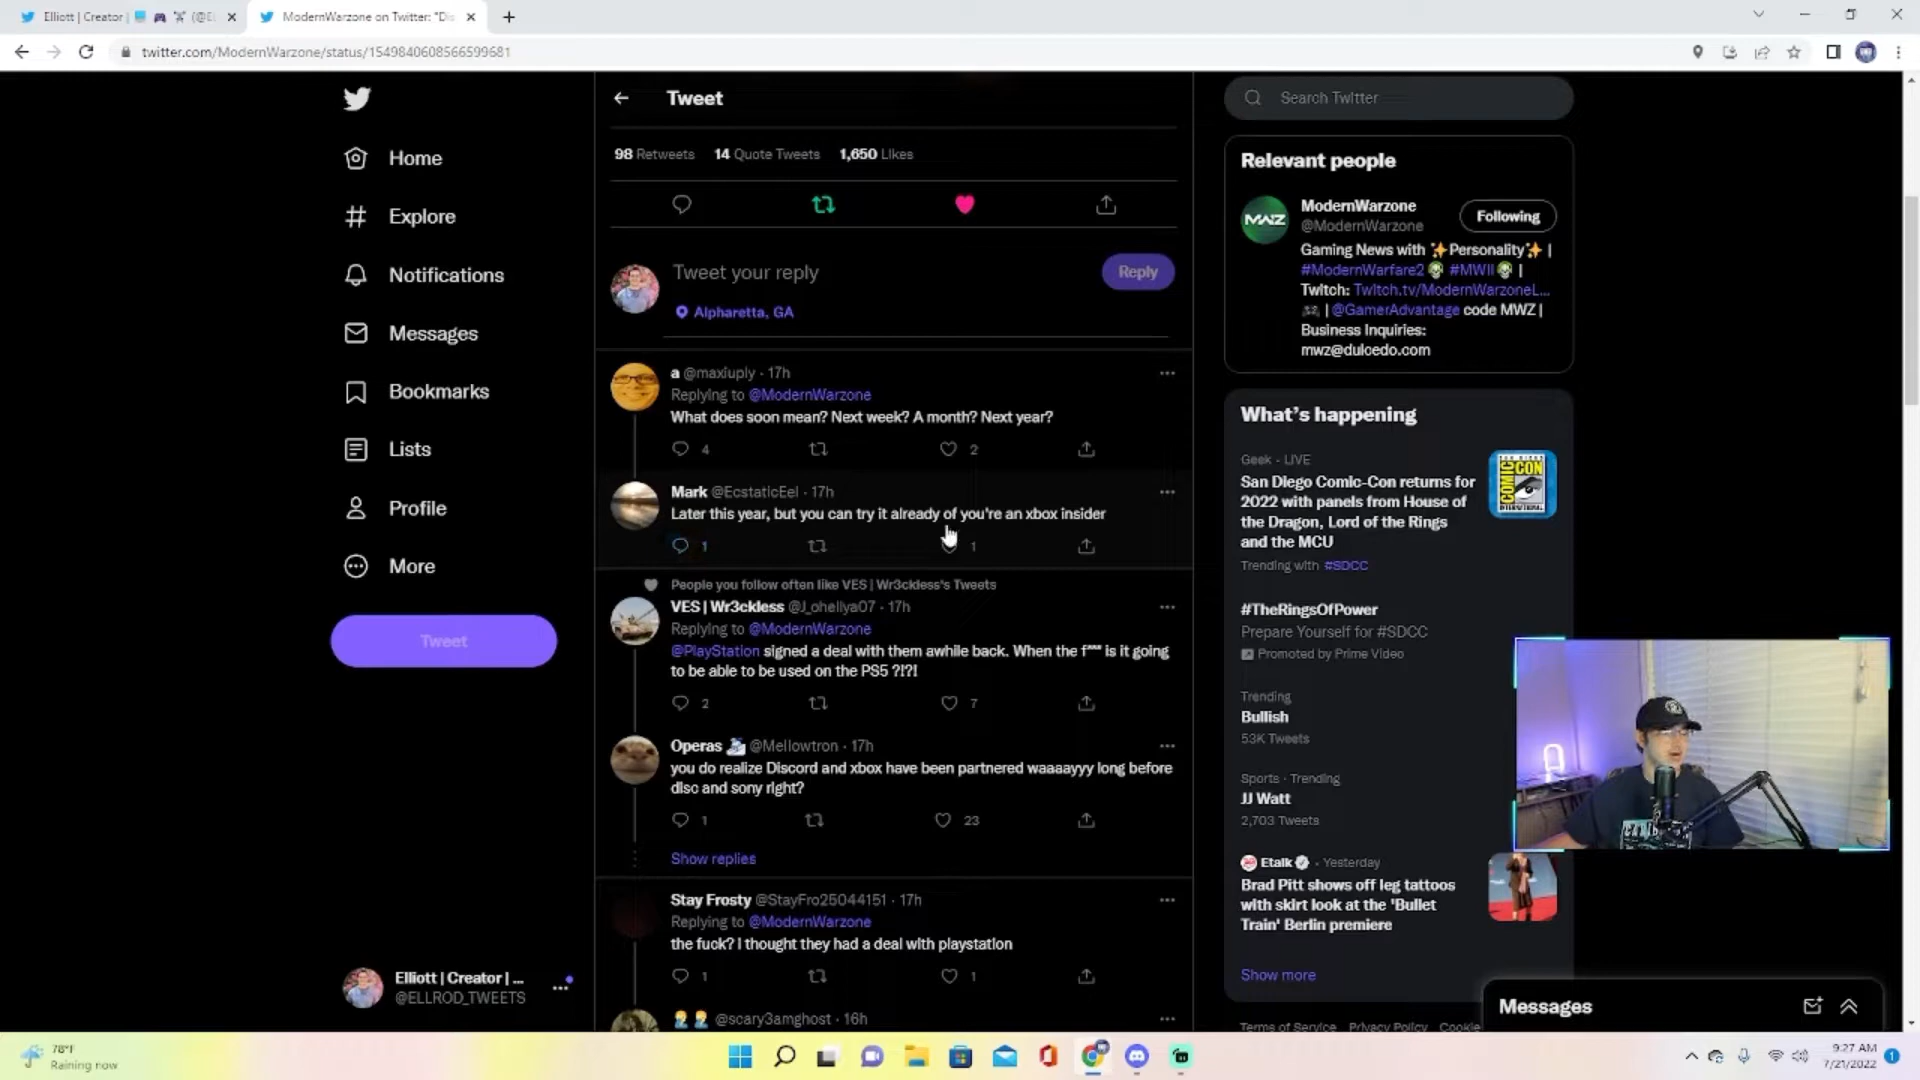 Elliott | Creator |
ModernWarzone on Twitter: "Dis
twitter.com/ModernWarzone/status/1549840608566599681
Home
Explore
Notifications
Messages
Bookmarks
Lists
Profile
More
Tweet
Elliott | Creator | ...
@ELLROD_TWEETS
Tweet
98 Retweets 14 Quote Tweets 1,650 Likes
Tweet your reply
Reply
Alpharetta, GA
a @maxiuply · 17h
Replying to @ModernWarzone
What does soon mean? Next week? A month? Next year?
4 2
Mark @EcstaticEel · 17h
Later this year, but you can try it already of you're an xbox insider
1 1
People you follow often like VES | Wr3ckless's Tweets
VES | Wr3ckless @J_ohellya07 · 17h
Replying to @ModernWarzone
@PlayStation signed a deal with them awhile back. When the f*** is it going
to be able to be used on the PS5 ?!?!
2 7
Operas @Mellowtron · 17h
you do realize Discord and xbox have been partnered waaaayyy long before
disc and sony right?
1 23
Show replies
Stay Frosty @StayFro25044151 · 17h
Replying to @ModernWarzone
the fuck? I thought they had a deal with playstation
1 1
@scary3amghost · 16h
Search Twitter
Relevant people
MWZ
ModernWarzone
@ModernWarzone
Following
Gaming News with ✨Personality✨ |
#ModernWarfare2 #MWII |
Twitch: Twitch.tv/ModernWarzoneL...
| @GamerAdvantage code MWZ |
Business Inquiries:
mwz@dulcedo.com
What's happening
Geek · LIVE
San Diego Comic-Con returns for
2022 with panels from House of
the Dragon, Lord of the Rings
and the MCU
Trending with #SDCC
COMIC CON
INTERNATIONAL
#TheRingsOfPower
Prepare Yourself for #SDCC
Promoted by Prime Video
Trending
Bullish
53K Tweets
Sports · Trending
JJ Watt
2,703 Tweets
Etalk · Yesterday
Brad Pitt shows off leg tattoos
with skirt look at the 'Bullet
Train' Berlin premiere
Show more
Terms of Service Privacy Policy Cookie
Messages
78°F
Raining now
9:27 AM
7/21/2022
1